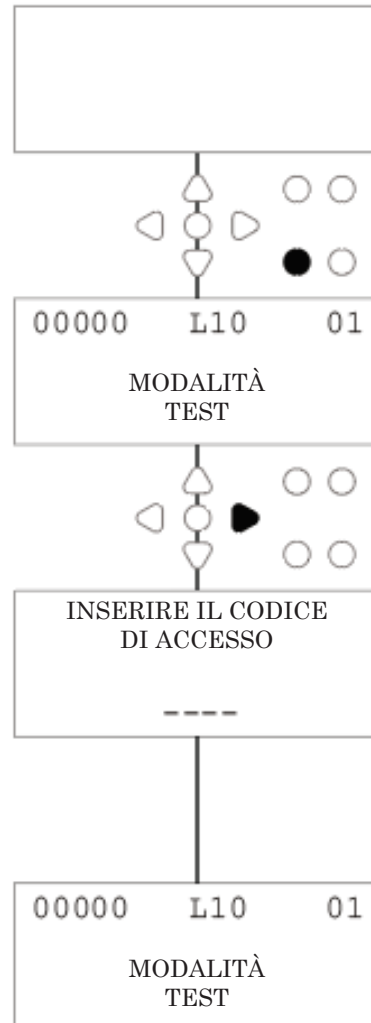 00000 L10 01
MODALITÀ
TEST
INSERIRE IL CODICE
DI ACCESSO
----
00000 L10 01
MODALITÀ
TEST